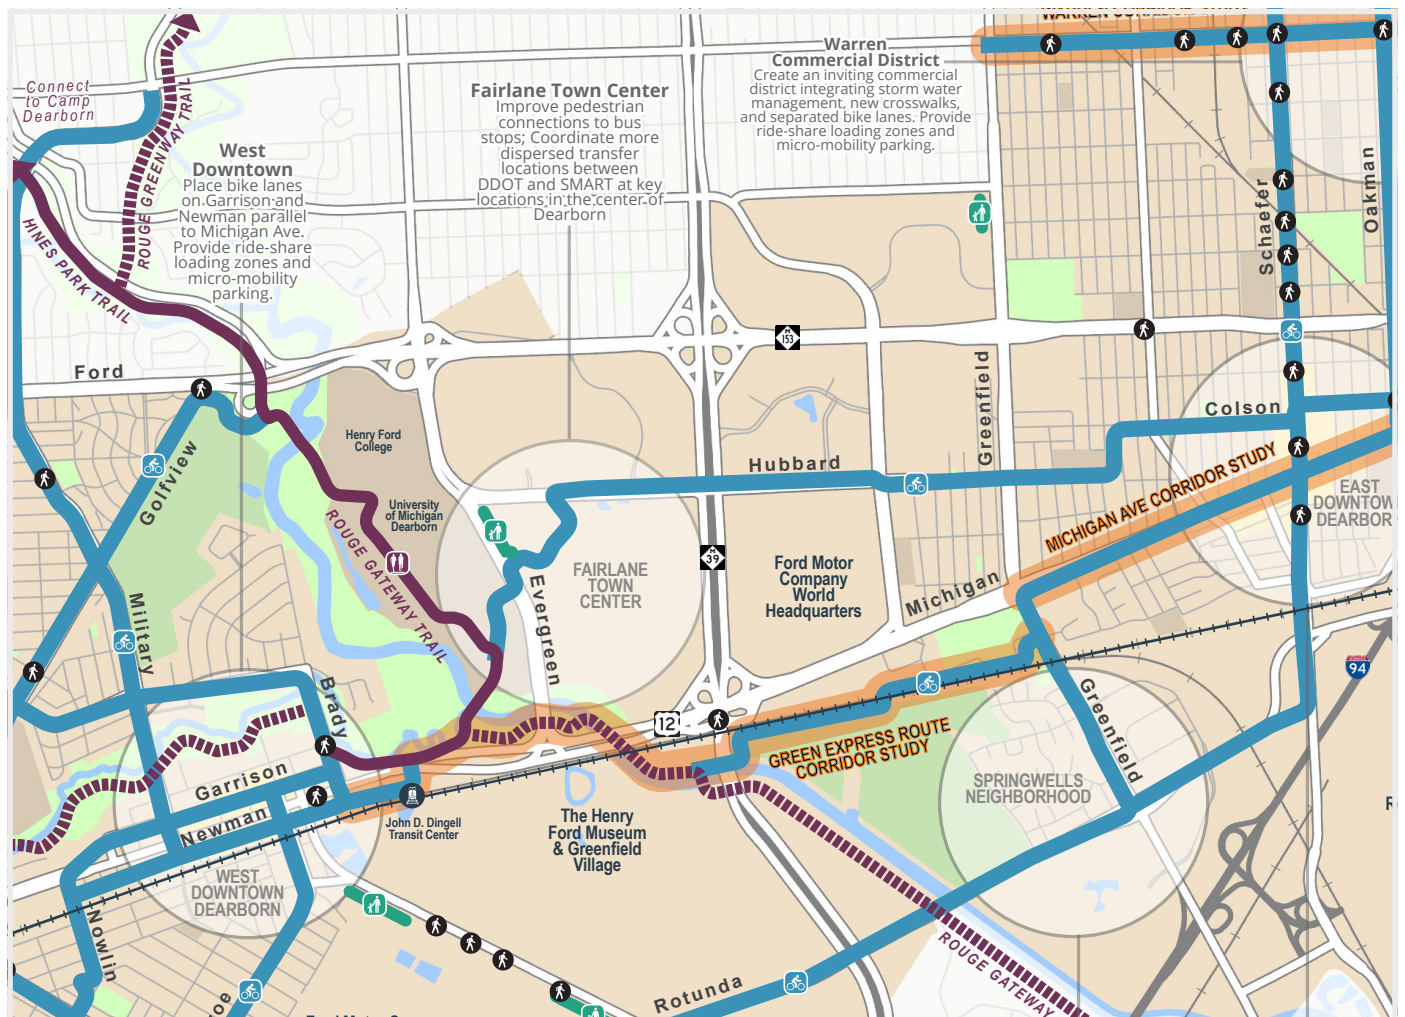 WARREN CORRIDOR STUDY
Warren
Commercial District
Create an inviting commercial
district integrating storm water
management, new crosswalks,
and separated bike lanes. Provide
ride-share loading zones and
micro-mobility parking.
Fairlane Town Center
Improve pedestrian
connections to bus
stops; Coordinate more
dispersed transfer
locations between
DDOT and SMART at key
locations in the center of
Dearborn
Connect
to Camp
Dearborn
West
Downtown
Place bike lanes
on Garrison and
Newman parallel
to Michigan Ave.
Provide ride-share
loading zones and
micro-mobility
parking.
ROUGE GREENWAY TRAIL
HINES PARK TRAIL
Schaefer
Oakman
M
153
Ford
Greenfield
Colson
Henry Ford
College
Golfview
Hubbard
MICHIGAN AVE CORRIDOR STUDY
EAST
DOWNTOW
DEARBOR
University
of Michigan
Dearborn
ROUGE GATEWAY TRAIL
M
39
Ford Motor
Company
World
Headquarters
FAIRLANE
TOWN
CENTER
Evergreen
Michigan
Military
94
Brady
12
Greenfield
GREEN EXPRESS ROUTE
CORRIDOR STUDY
Garrison
Newman
SPRINGWELLS
NEIGHBORHOOD
R
John D. Dingell
Transit Center
The Henry
Ford Museum
& Greenfield
Village
WEST
DOWNTOWN
DEARBORN
Nowlin
ROUGE GATEWAY
Rotunda
oe